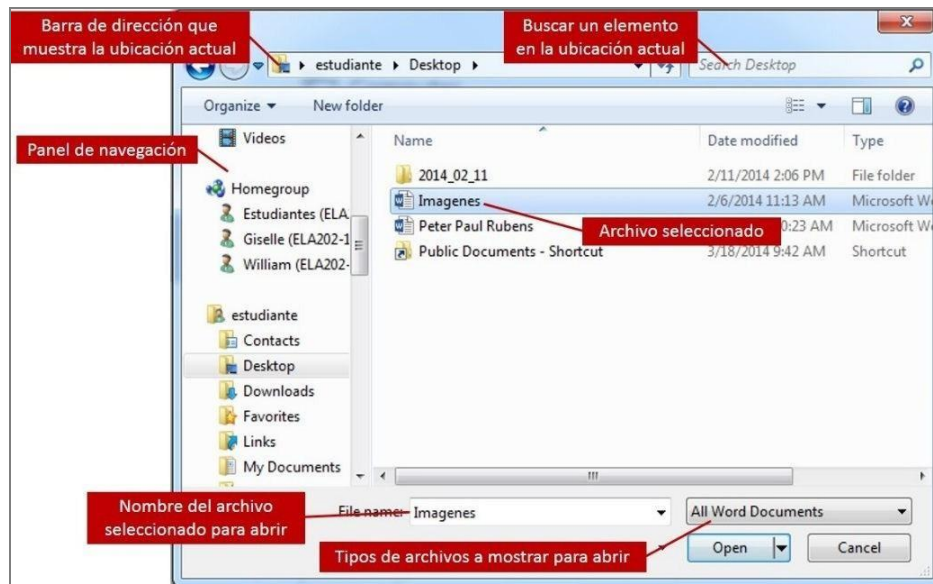 Barra de dirección que
muestra la ubicación actual
Buscar un elemento
en la ubicación actual
estudiante Desktop
Search Desktop
Organize New folder
Panel de navegación
Videos
Homegroup
Estudiantes (ELA
Giselle (ELA202-1
William (ELA202-
estudiante
Contacts
Desktop
Downloads
Favorites
Links
My Documents
Name Date modified Type
2014_02_11 2/11/2014 2:06 PM File folder
Imagenes 2/6/2014 11:13 AM Microsoft W
Peter Paul Rubens 0:23 AM Microsoft W
Archivo seleccionado
Public Documents - Shortcut 3/18/2014 9:42 AM Shortcut
Nombre del archivo
seleccionado para abrir
File name: Imagenes All Word Documents
Tipos de archivos a mostrar para abrir
Open Cancel